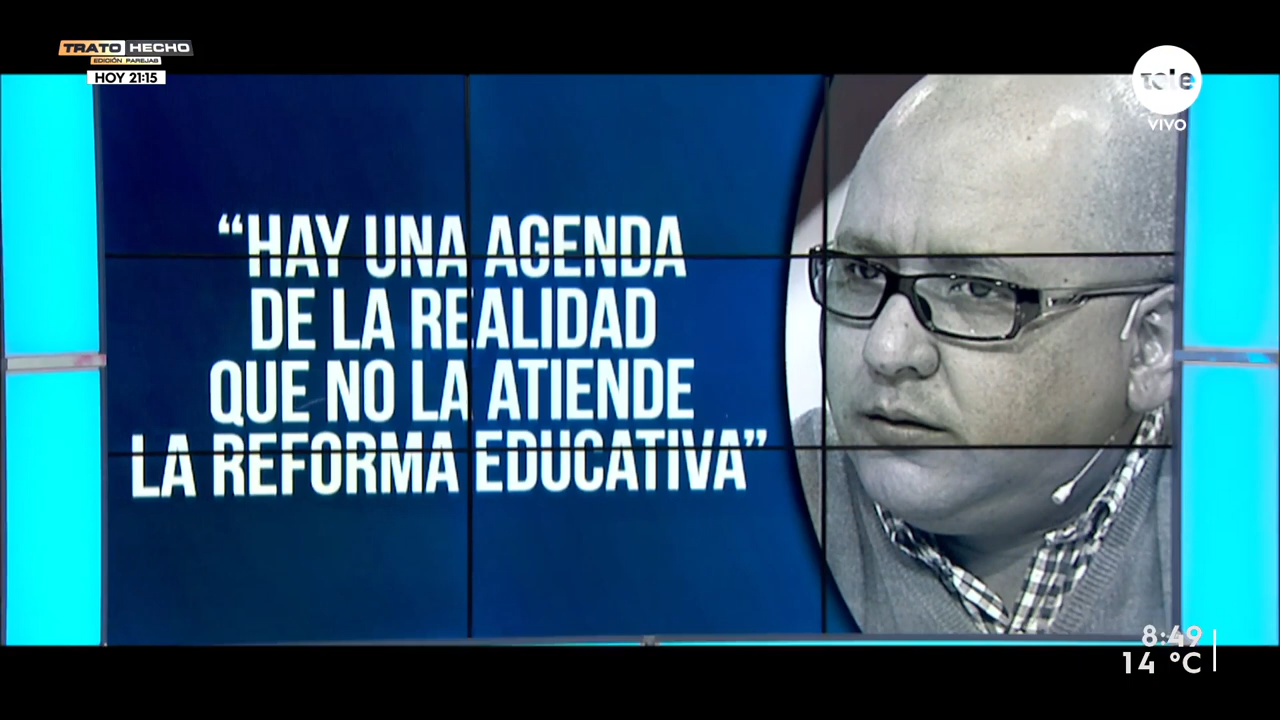 TRATO HECHO
EDICIÓN PAREJAS
HOY 21:15
tele
VIVO
“HAY UNA AGENDA
DE LA REALIDAD
QUE NO LA ATIENDE
LA REFORMA EDUCATIVA”
8:49
14 °C